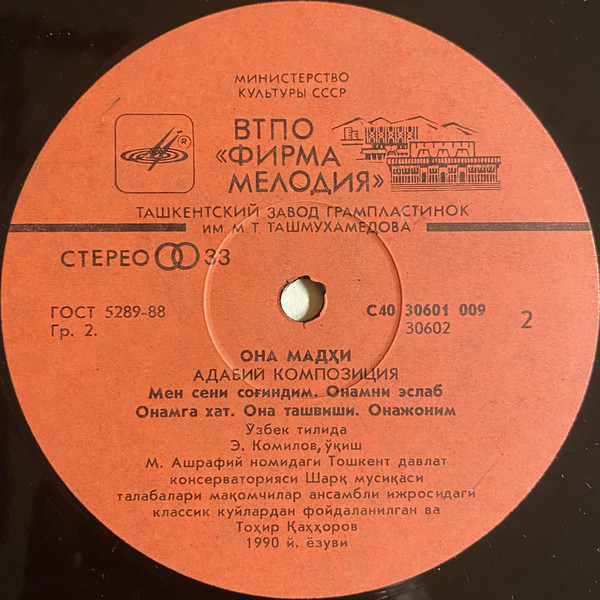 МИНИСТЕРСТВО
КУЛЬТУРЫ СССР
ВТПО
«ФИРМА
МЕЛОДИЯ»
ТАШКЕНТСКИЙ ЗАВОД ГРАМПЛАСТИНОК
ИМ. М. Т. ТАШМУХАМЕДОВА
СТЕРЕО 33
ГОСТ 5289-88
Гр. 2.
С40 30601 009
30602
2
ОНА МАДҲИ
АДАБИЙ КОМПОЗИЦИЯ
Мен сени соғиндим. Онамни эслаб
Онамга хат. Она ташвиши. Онажоним
Ўзбек тилида
Э. Комилов, ўқиш
М. Ашрафий номидаги Тошкент давлат
консерваторияси Шарқ мусиқаси
талабалари мақомчилар ансамбли ижросидаги
классик куйлардан фойдаланилган ва
Тоҳир Қаҳҳоров
1990 й. ёзуви